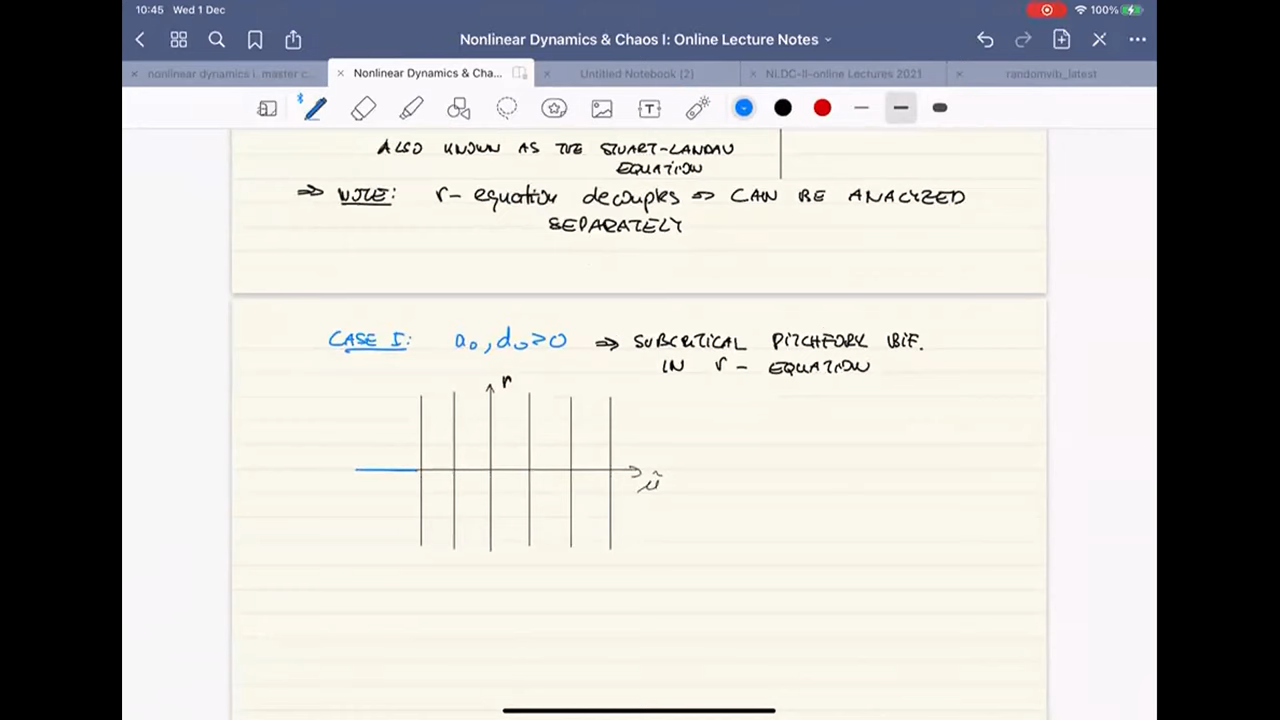 10:45 Wed 1 Dec
100%
Nonlinear Dynamics & Chaos I: Online Lecture Notes
nonlinear dynamics i. master c...
Nonlinear Dynamics & Cha...
Untitled Notebook (2)
NLDC-II-online Lectures 2021
randomvib_latest
ALSO KNOWN AS THE STUART-LANDAU
EQUATION
⇒ NOTE: r- equation decouples ⇒ CAN BE ANALYZED
SEPARATELY
CASE I: a₀, d₀>0 ⇒ SUBCRITICAL PITCHFORK BIF.
IN r - EQUATION
r
μ̃